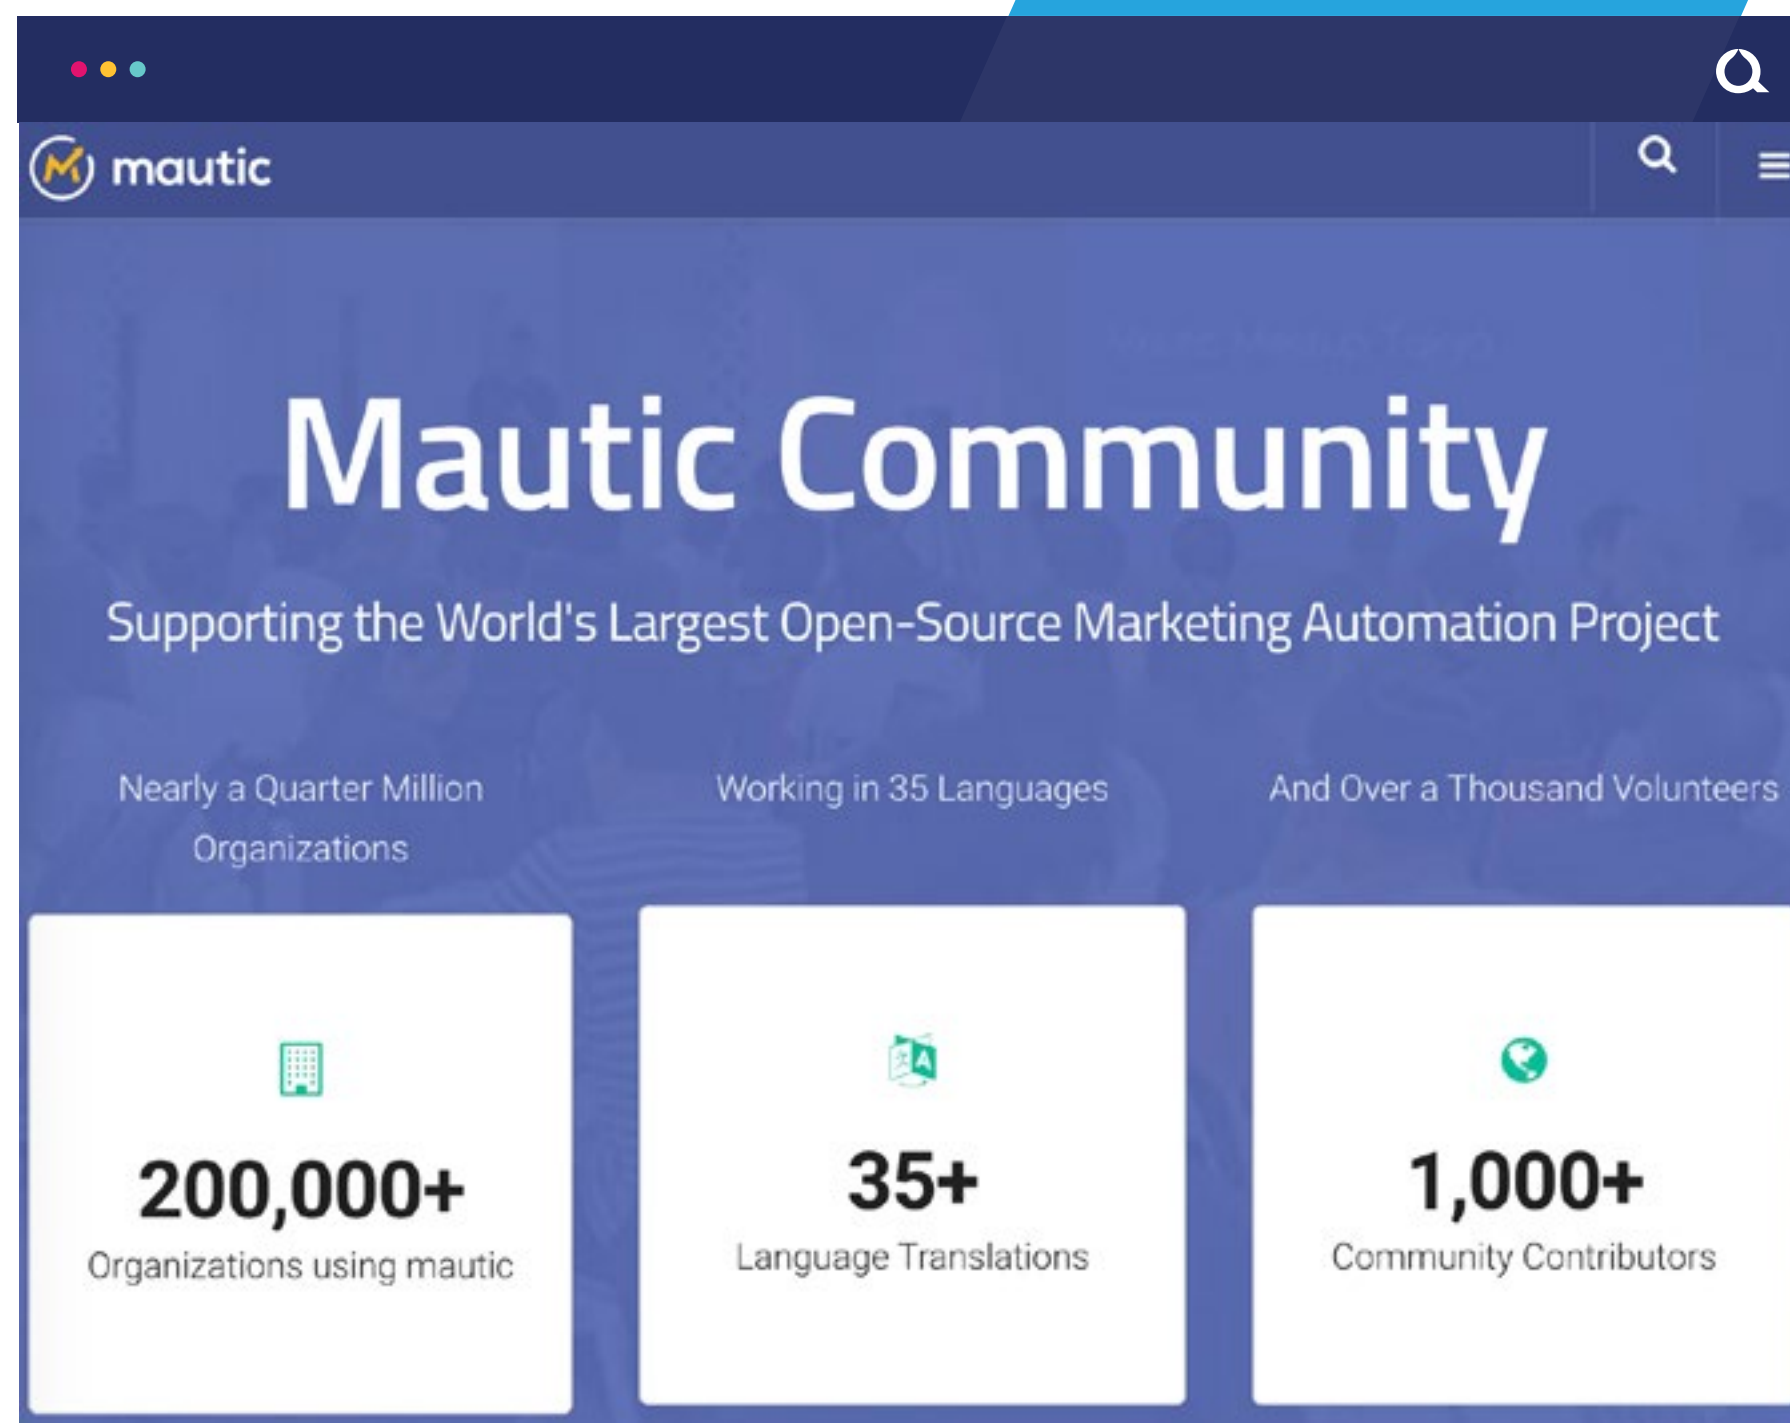 mautic
Mautic Community
Supporting the World's Largest Open-Source Marketing Automation Project
Nearly a Quarter Million
Organizations
Working in 35 Languages
And Over a Thousand Volunteers
200,000+
Organizations using mautic
35+
Language Translations
1,000+
Community Contributors